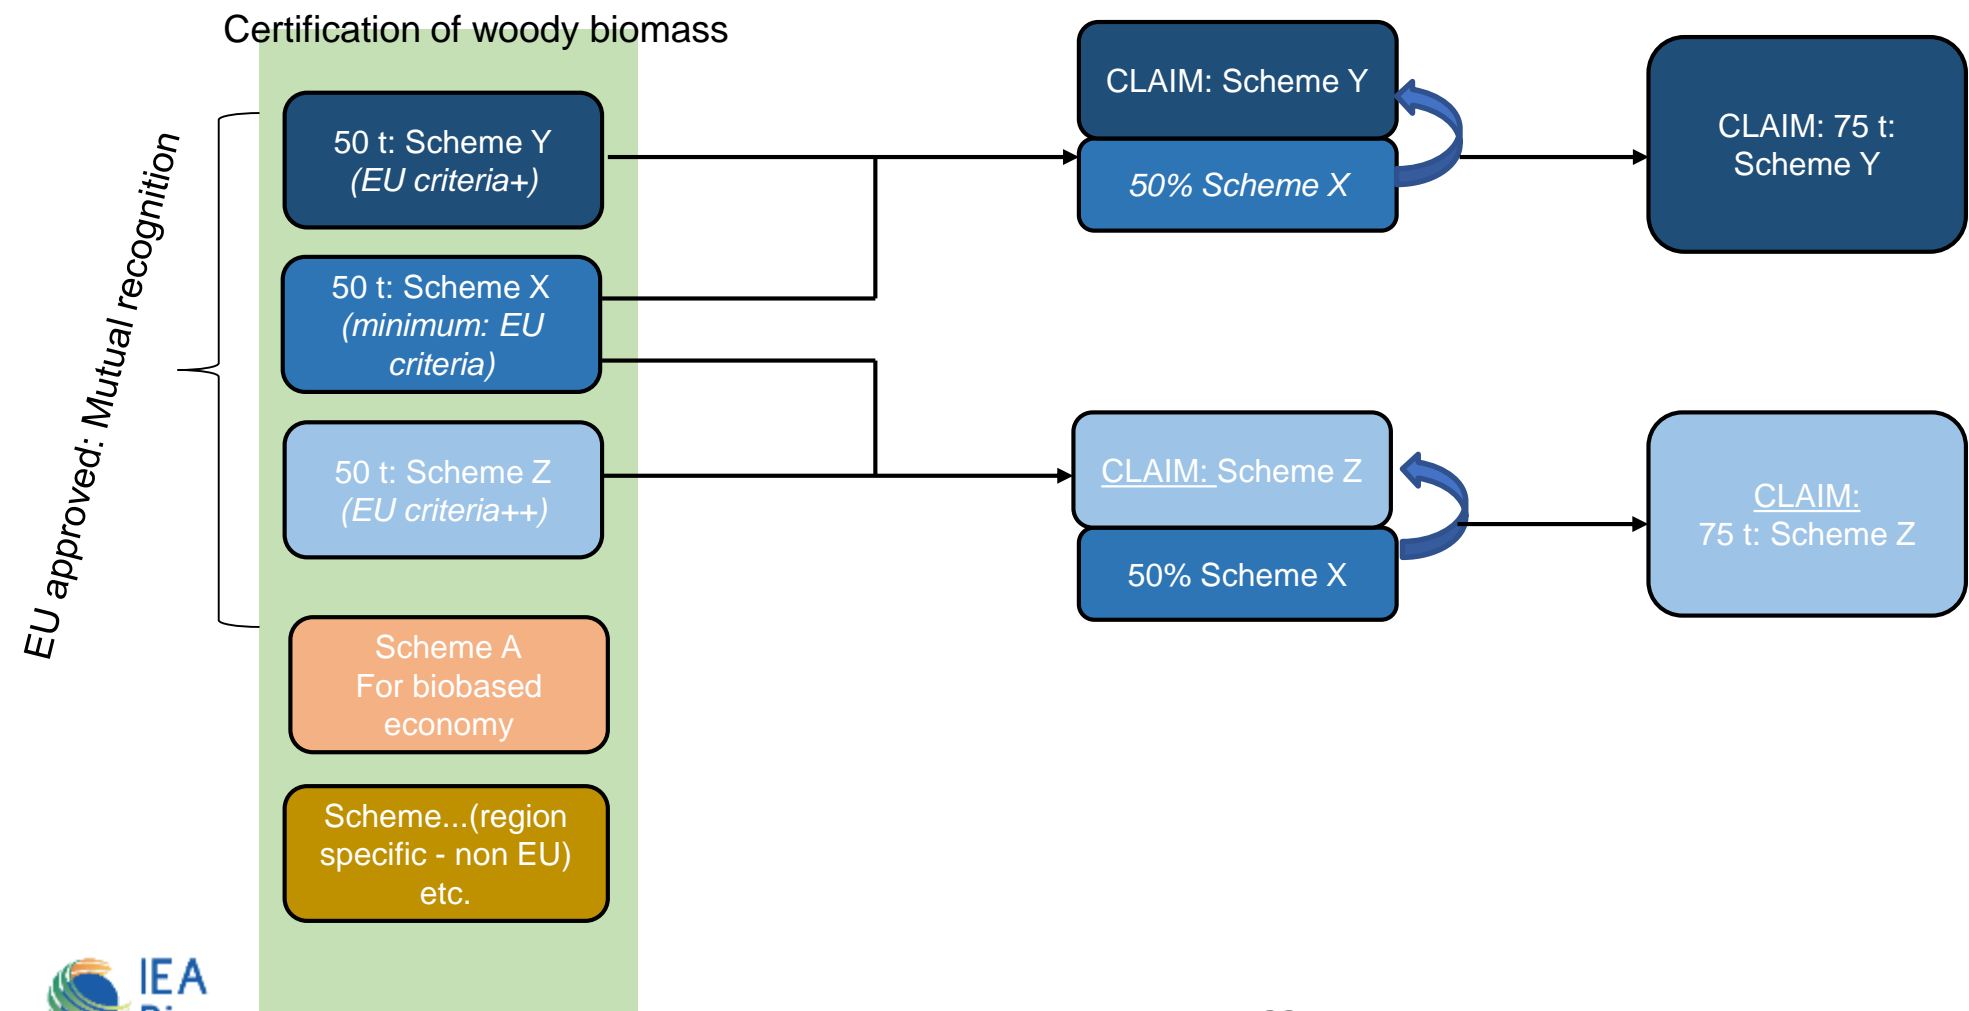 Certification of woody biomass
EU approved: Mutual recognition
50 t: Scheme Y
(EU criteria+)
50 t: Scheme X
(minimum: EU
criteria)
50 t: Scheme Z
(EU criteria++)
Scheme A
For biobased
economy
Scheme...(region
specific - non EU)
etc.
CLAIM: Scheme Y
50% Scheme X
CLAIM: 75 t:
Scheme Y
CLAIM: Scheme Z
50% Scheme X
CLAIM:
75 t: Scheme Z
IEA